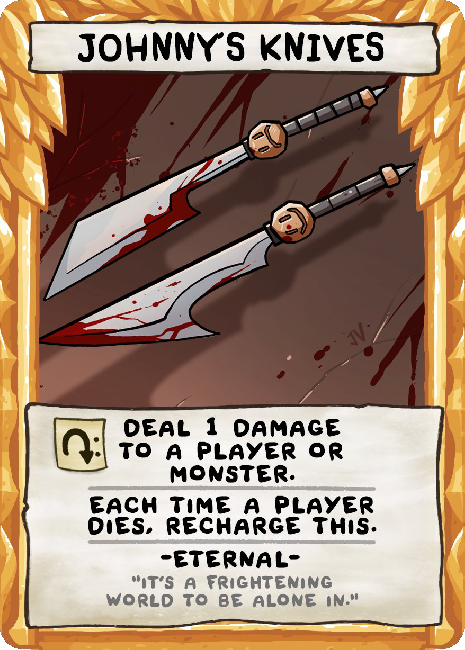 JOHNNY'S KNIVES
JV
DEAL 1 DAMAGE
TO A PLAYER OR
MONSTER.
EACH TIME A PLAYER
DIES, RECHARGE THIS.
-ETERNAL-
"IT'S A FRIGHTENING
WORLD TO BE ALONE IN."